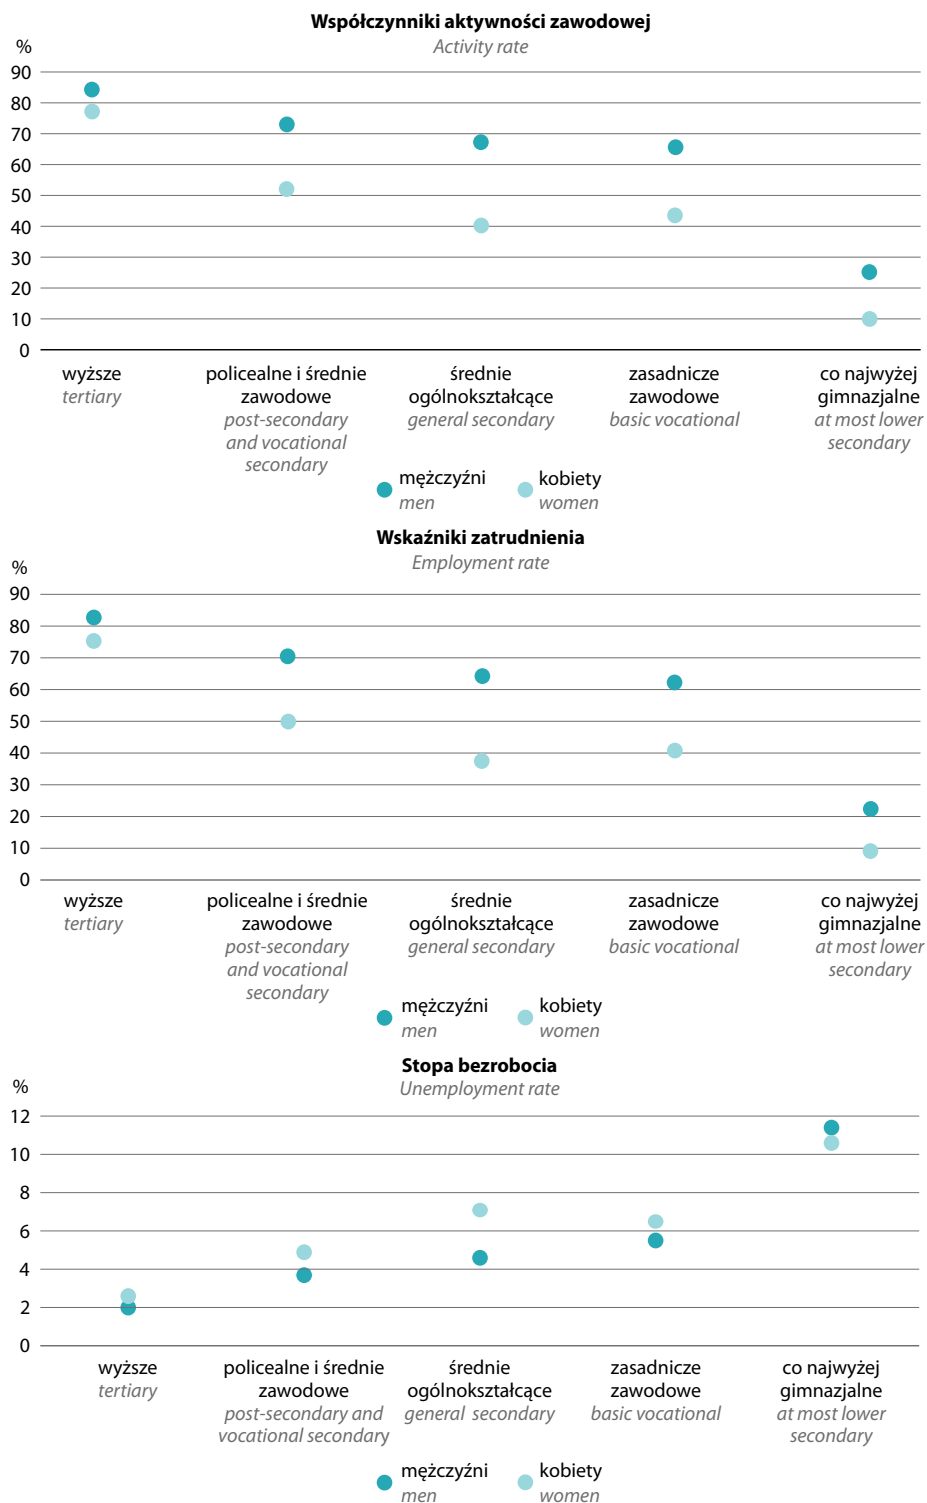 Współczynniki aktywności zawodowej
Activity rate
%
90
80
70
60
50
40
30
20
10
0
wyższe
tertiary
policealne i średnie
zawodowe
post-secondary
and vocational
secondary
średnie
ogólnokształcące
general secondary
zasadnicze
zawodowe
basic vocational
co najwyżej
gimnazjalne
at most lower
secondary
mężczyźni
men
kobiety
women
Wskaźniki zatrudnienia
Employment rate
%
90
80
70
60
50
40
30
20
10
0
wyższe
tertiary
policealne i średnie
zawodowe
post-secondary
and vocational
secondary
średnie
ogólnokształcące
general secondary
zasadnicze
zawodowe
basic vocational
co najwyżej
gimnazjalne
at most lower
secondary
mężczyźni
men
kobiety
women
Stopa bezrobocia
Unemployment rate
%
12
10
8
6
4
2
0
wyższe
tertiary
policealne i średnie
zawodowe
post-secondary and
vocational secondary
średnie
ogólnokształcące
general secondary
zasadnicze
zawodowe
basic vocational
co najwyżej
gimnazjalne
at most lower
secondary
mężczyźni
men
kobiety
women